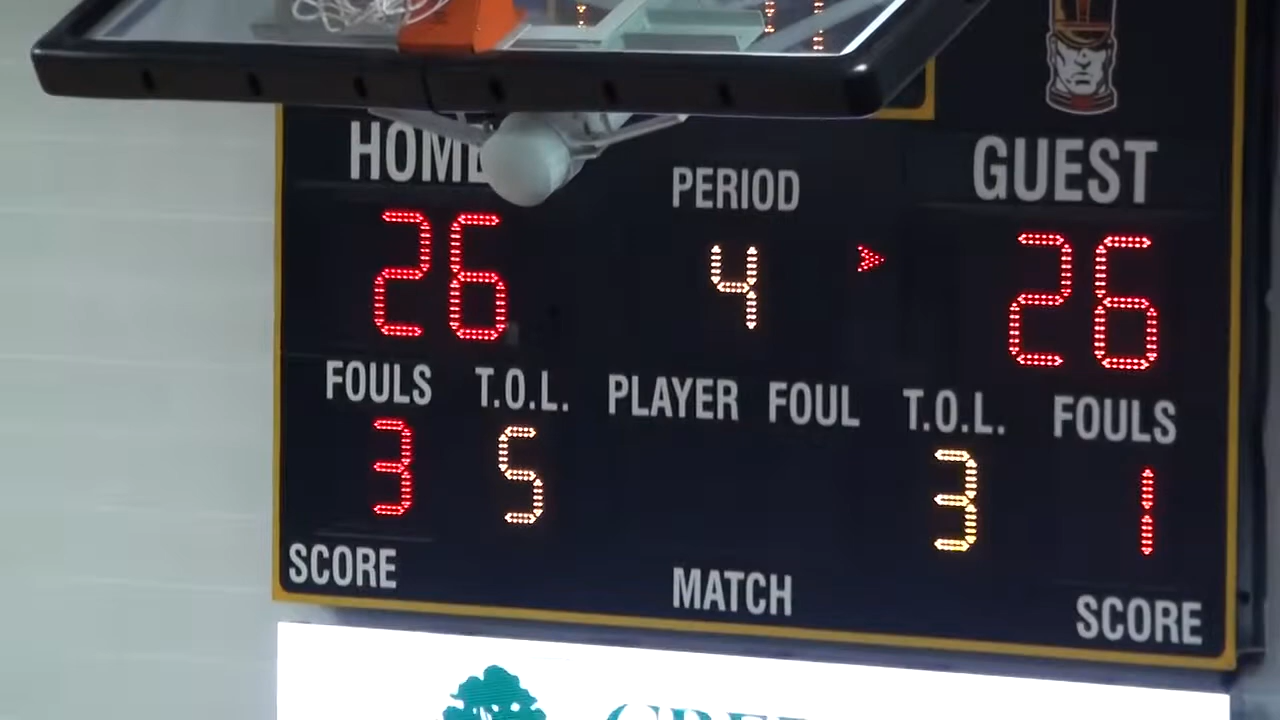 HOME PERIOD GUEST
26 4 26
FOULS T.O.L. PLAYER FOUL T.O.L. FOULS
3 5 3 1
SCORE MATCH SCORE